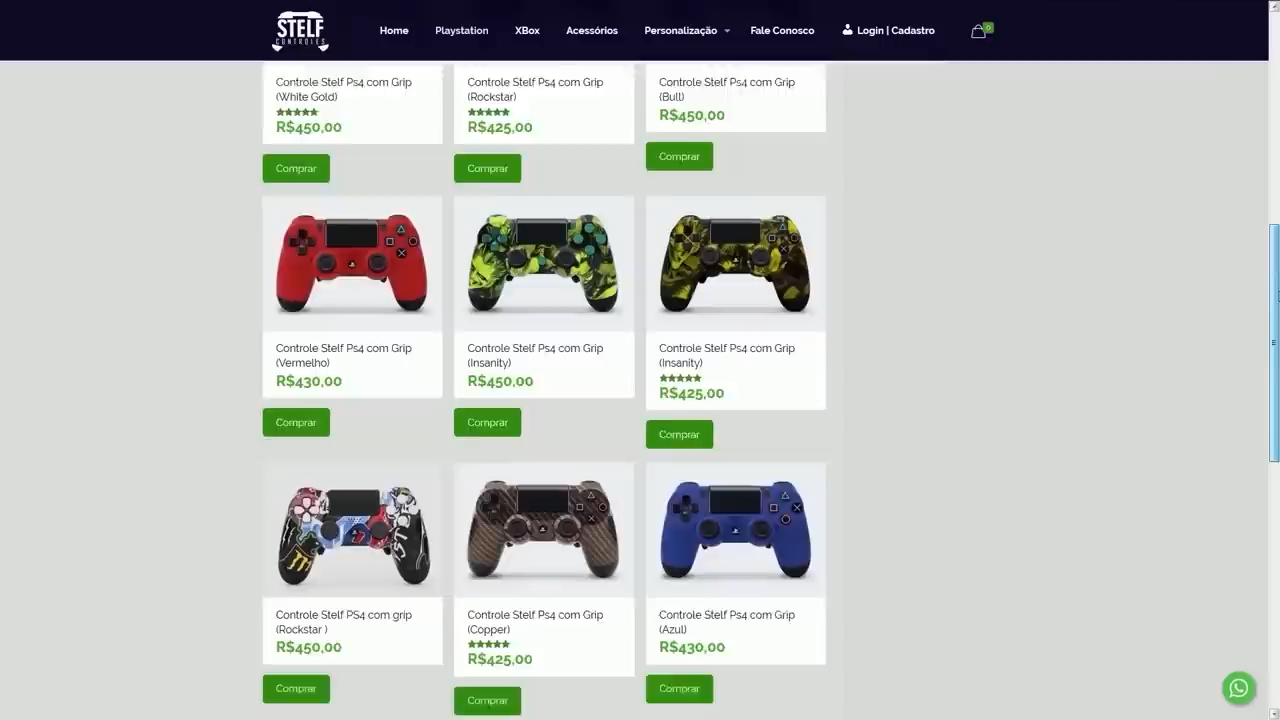 STELF
CONTROLES
Home
Playstation
XBox
Acessórios
Personalização
Fale Conosco
Login | Cadastro
0
Controle Stelf Ps4 com Grip
(White Gold)
R$450,00
Comprar
Controle Stelf Ps4 com Grip
(Rockstar)
R$425,00
Comprar
Controle Stelf Ps4 com Grip
(Bull)
R$450,00
Comprar
Controle Stelf Ps4 com Grip
(Vermelho)
R$430,00
Comprar
Controle Stelf Ps4 com Grip
(Insanity)
R$450,00
Comprar
Controle Stelf Ps4 com Grip
(Insanity)
R$425,00
Comprar
Controle Stelf PS4 com grip
(Rockstar )
R$450,00
Comprar
Controle Stelf Ps4 com Grip
(Copper)
R$425,00
Comprar
Controle Stelf Ps4 com Grip
(Azul)
R$430,00
Comprar